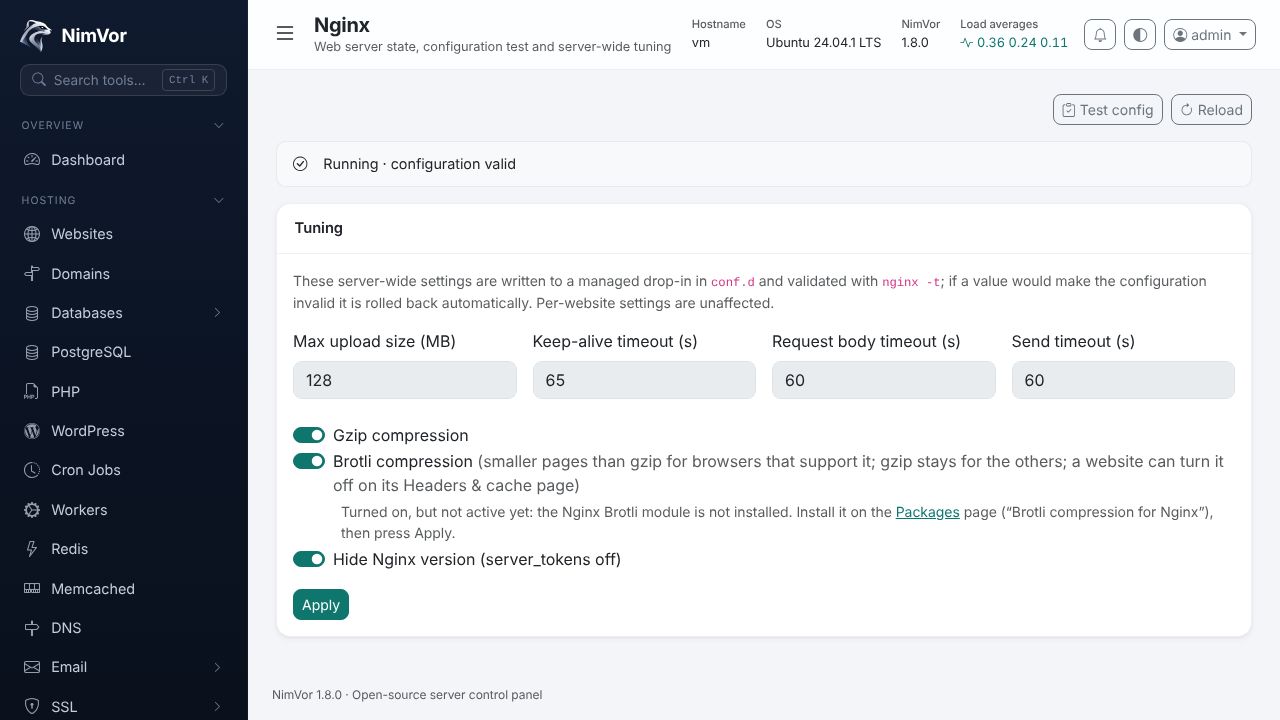 NimVor
Search tools...
Ctrl K
OVERVIEW
Dashboard
HOSTING
Websites
Domains
Databases
PostgreSQL
PHP
WordPress
Cron Jobs
Workers
Redis
Memcached
DNS
Email
SSL
Nginx
Web server state, configuration test and server-wide tuning
Hostname
vm
OS
Ubuntu 24.04.1 LTS
NimVor
1.8.0
Load averages
0.36 0.24 0.11
admin
Test config
Reload
Running · configuration valid
Tuning
These server-wide settings are written to a managed drop-in in conf.d and validated with nginx -t; if a value would make the configuration
invalid it is rolled back automatically. Per-website settings are unaffected.
Max upload size (MB)
128
Keep-alive timeout (s)
65
Request body timeout (s)
60
Send timeout (s)
60
Gzip compression
Brotli compression (smaller pages than gzip for browsers that support it; gzip stays for the others; a website can turn it
off on its Headers & cache page)
Turned on, but not active yet: the Nginx Brotli module is not installed. Install it on the Packages page (“Brotli compression for Nginx”),
then press Apply.
Hide Nginx version (server_tokens off)
Apply
NimVor 1.8.0 · Open-source server control panel